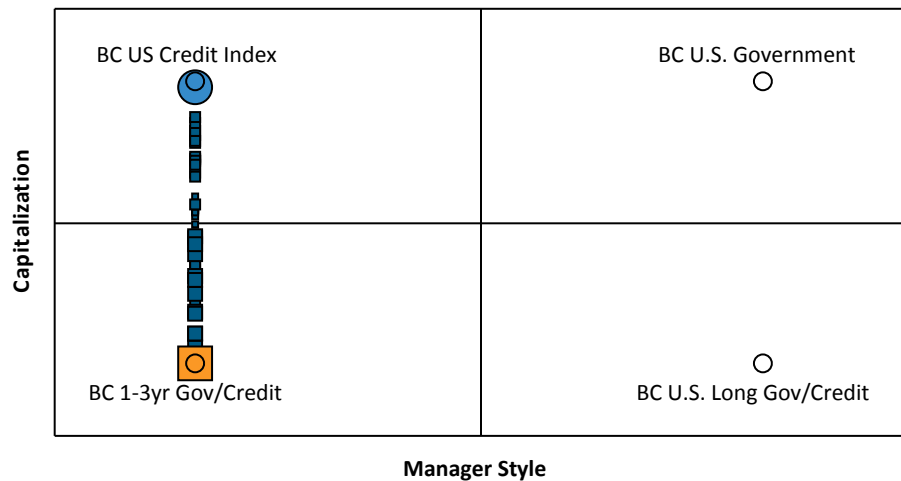 BC US Credit Index
BC U.S. Government
Capitalization
BC 1-3yr Gov/Credit
BC U.S. Long Gov/Credit
Manager Style